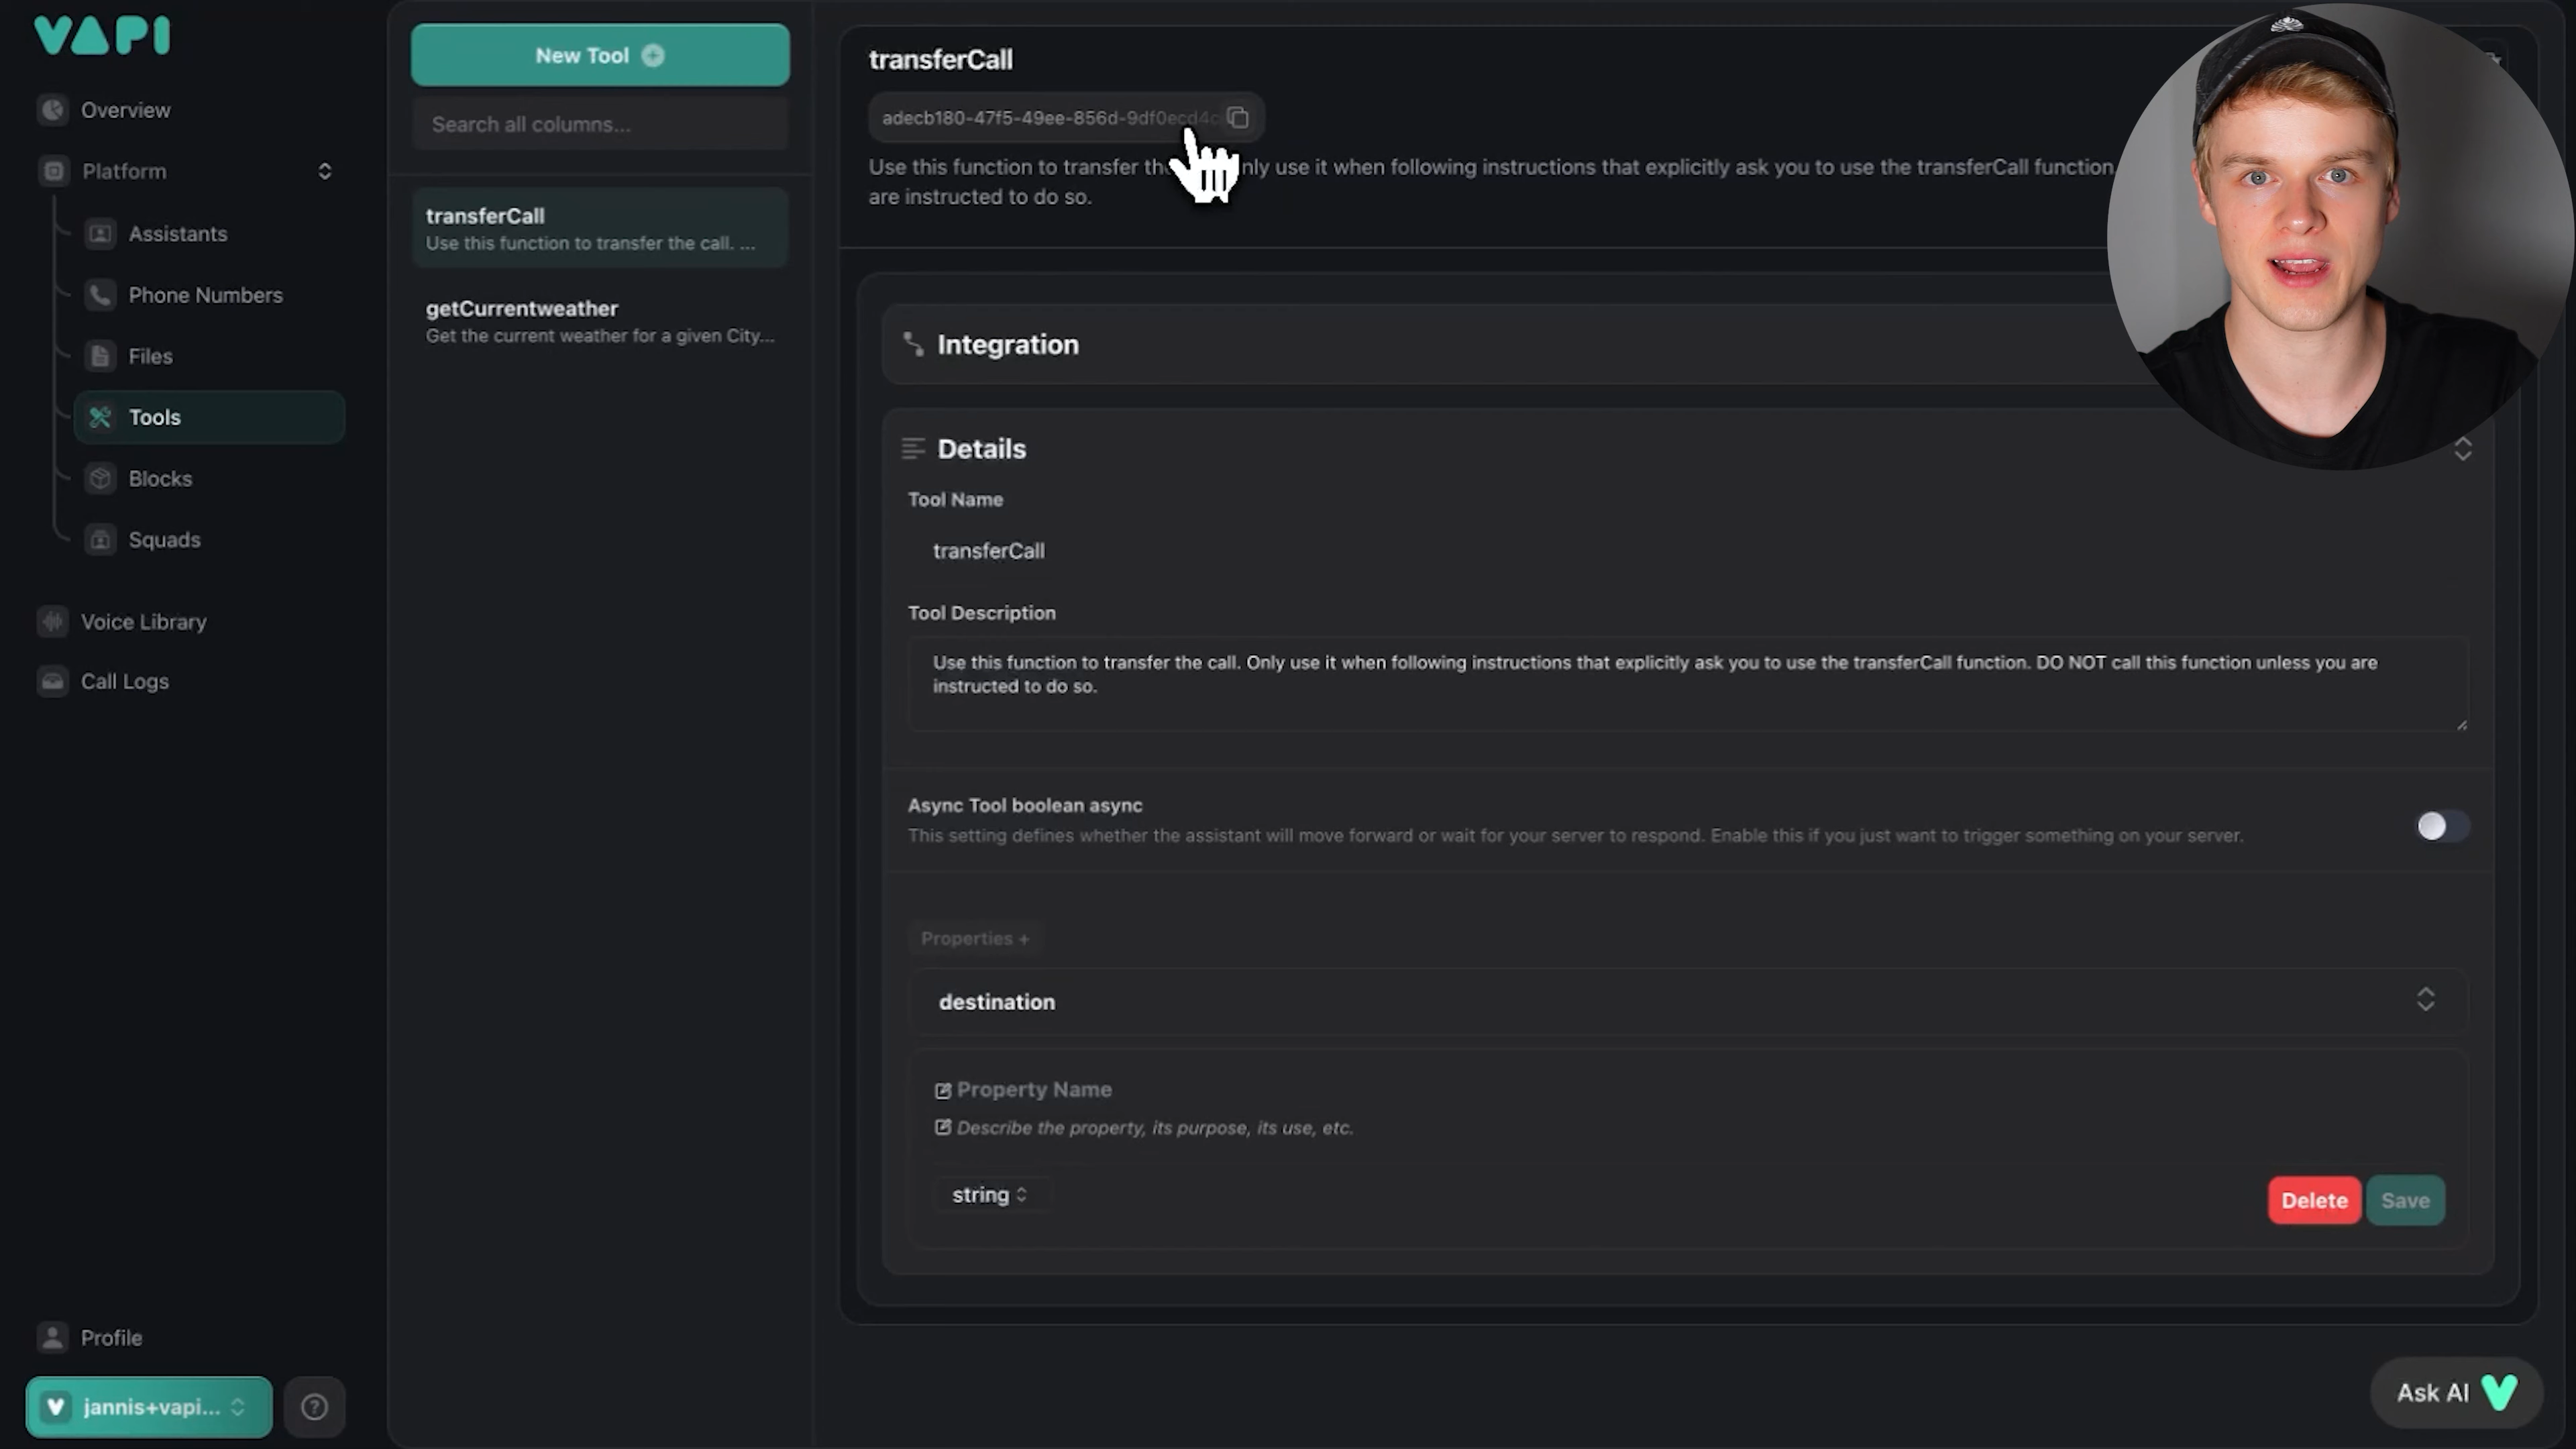 VAPI
Overview
Platform
Assistants
Phone Numbers
Files
Tools
Blocks
Squads
Voice Library
Call Logs
Profile
jannis+vapi...
New Tool
Search all columns...
transferCall
Use this function to transfer the call. ...
getCurrentweather
Get the current weather for a given City...
transferCall
adecb180-47f5-49ee-856d-9df0ecd4c
Use this function to transfer only use it when following instructions that explicitly ask you to use the transferCall function.
are instructed to do so.
Integration
Details
Tool Name
transferCall
Tool Description
Use this function to transfer the call. Only use it when following instructions that explicitly ask you to use the transferCall function. DO NOT call this function unless you are
instructed to do so.
Async Tool boolean async
This setting defines whether the assistant will move forward or wait for your server to respond. Enable this if you just want to trigger something on your server.
Properties +
destination
Property Name
Describe the property, its purpose, its use, etc.
string
Delete
Save
Ask AI